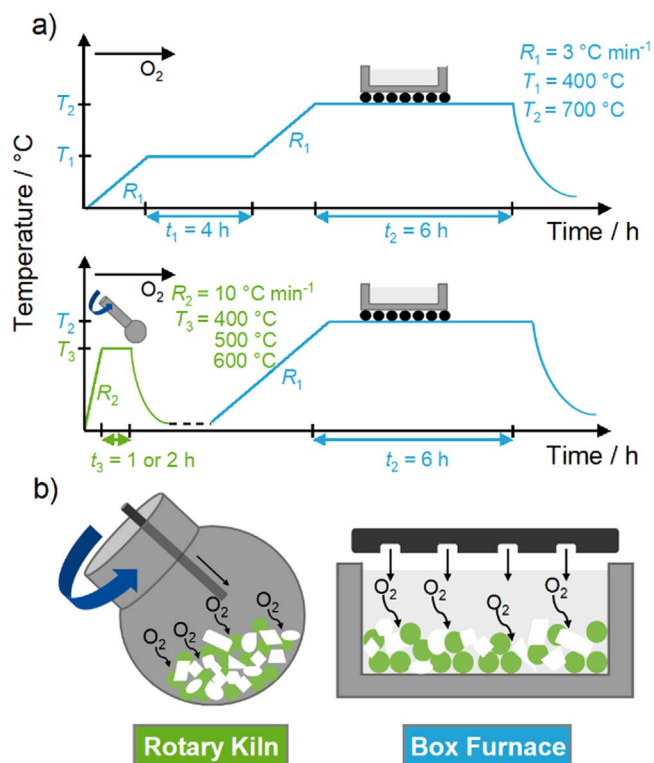 a)
O₂
R₁ = 3 °C min⁻¹
T₁ = 400 °C
T₂ = 700 °C
T₂
T₁
R₁
R₁
t₁ = 4 h
t₂ = 6 h
Time / h
Temperature / °C
O₂
R₂ = 10 °C min⁻¹
T₃ = 400 °C
500 °C
600 °C
T₂
T₃
R₂
R₁
t₃ = 1 or 2 h
t₂ = 6 h
Time / h
b)
O₂
O₂
O₂
O₂
O₂ O₂ O₂ O₂
Rotary Kiln
Box Furnace